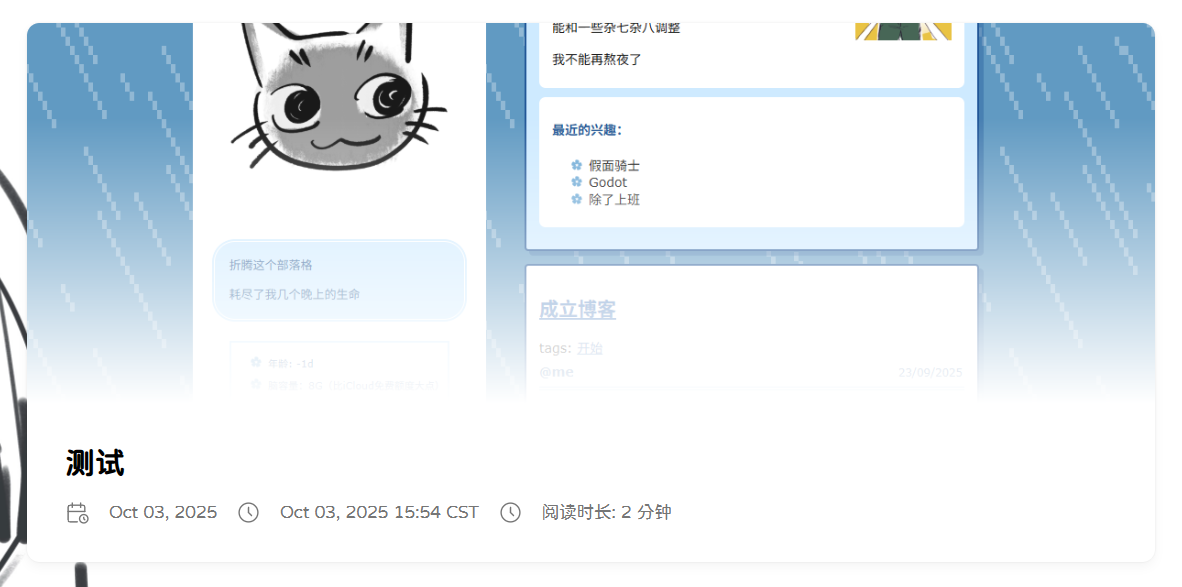 能和一些杂七杂八调整
我不能再熬夜了
最近的兴趣：
假面骑士
Godot
除了上班
折腾这个部落格
耗尽了我几个晚上的生命
年龄: -1d
成立博客
tags: 开始
@me
23/09/2025
测试
Oct 03, 2025
Oct 03, 2025 15:54 CST
阅读时长: 2 分钟